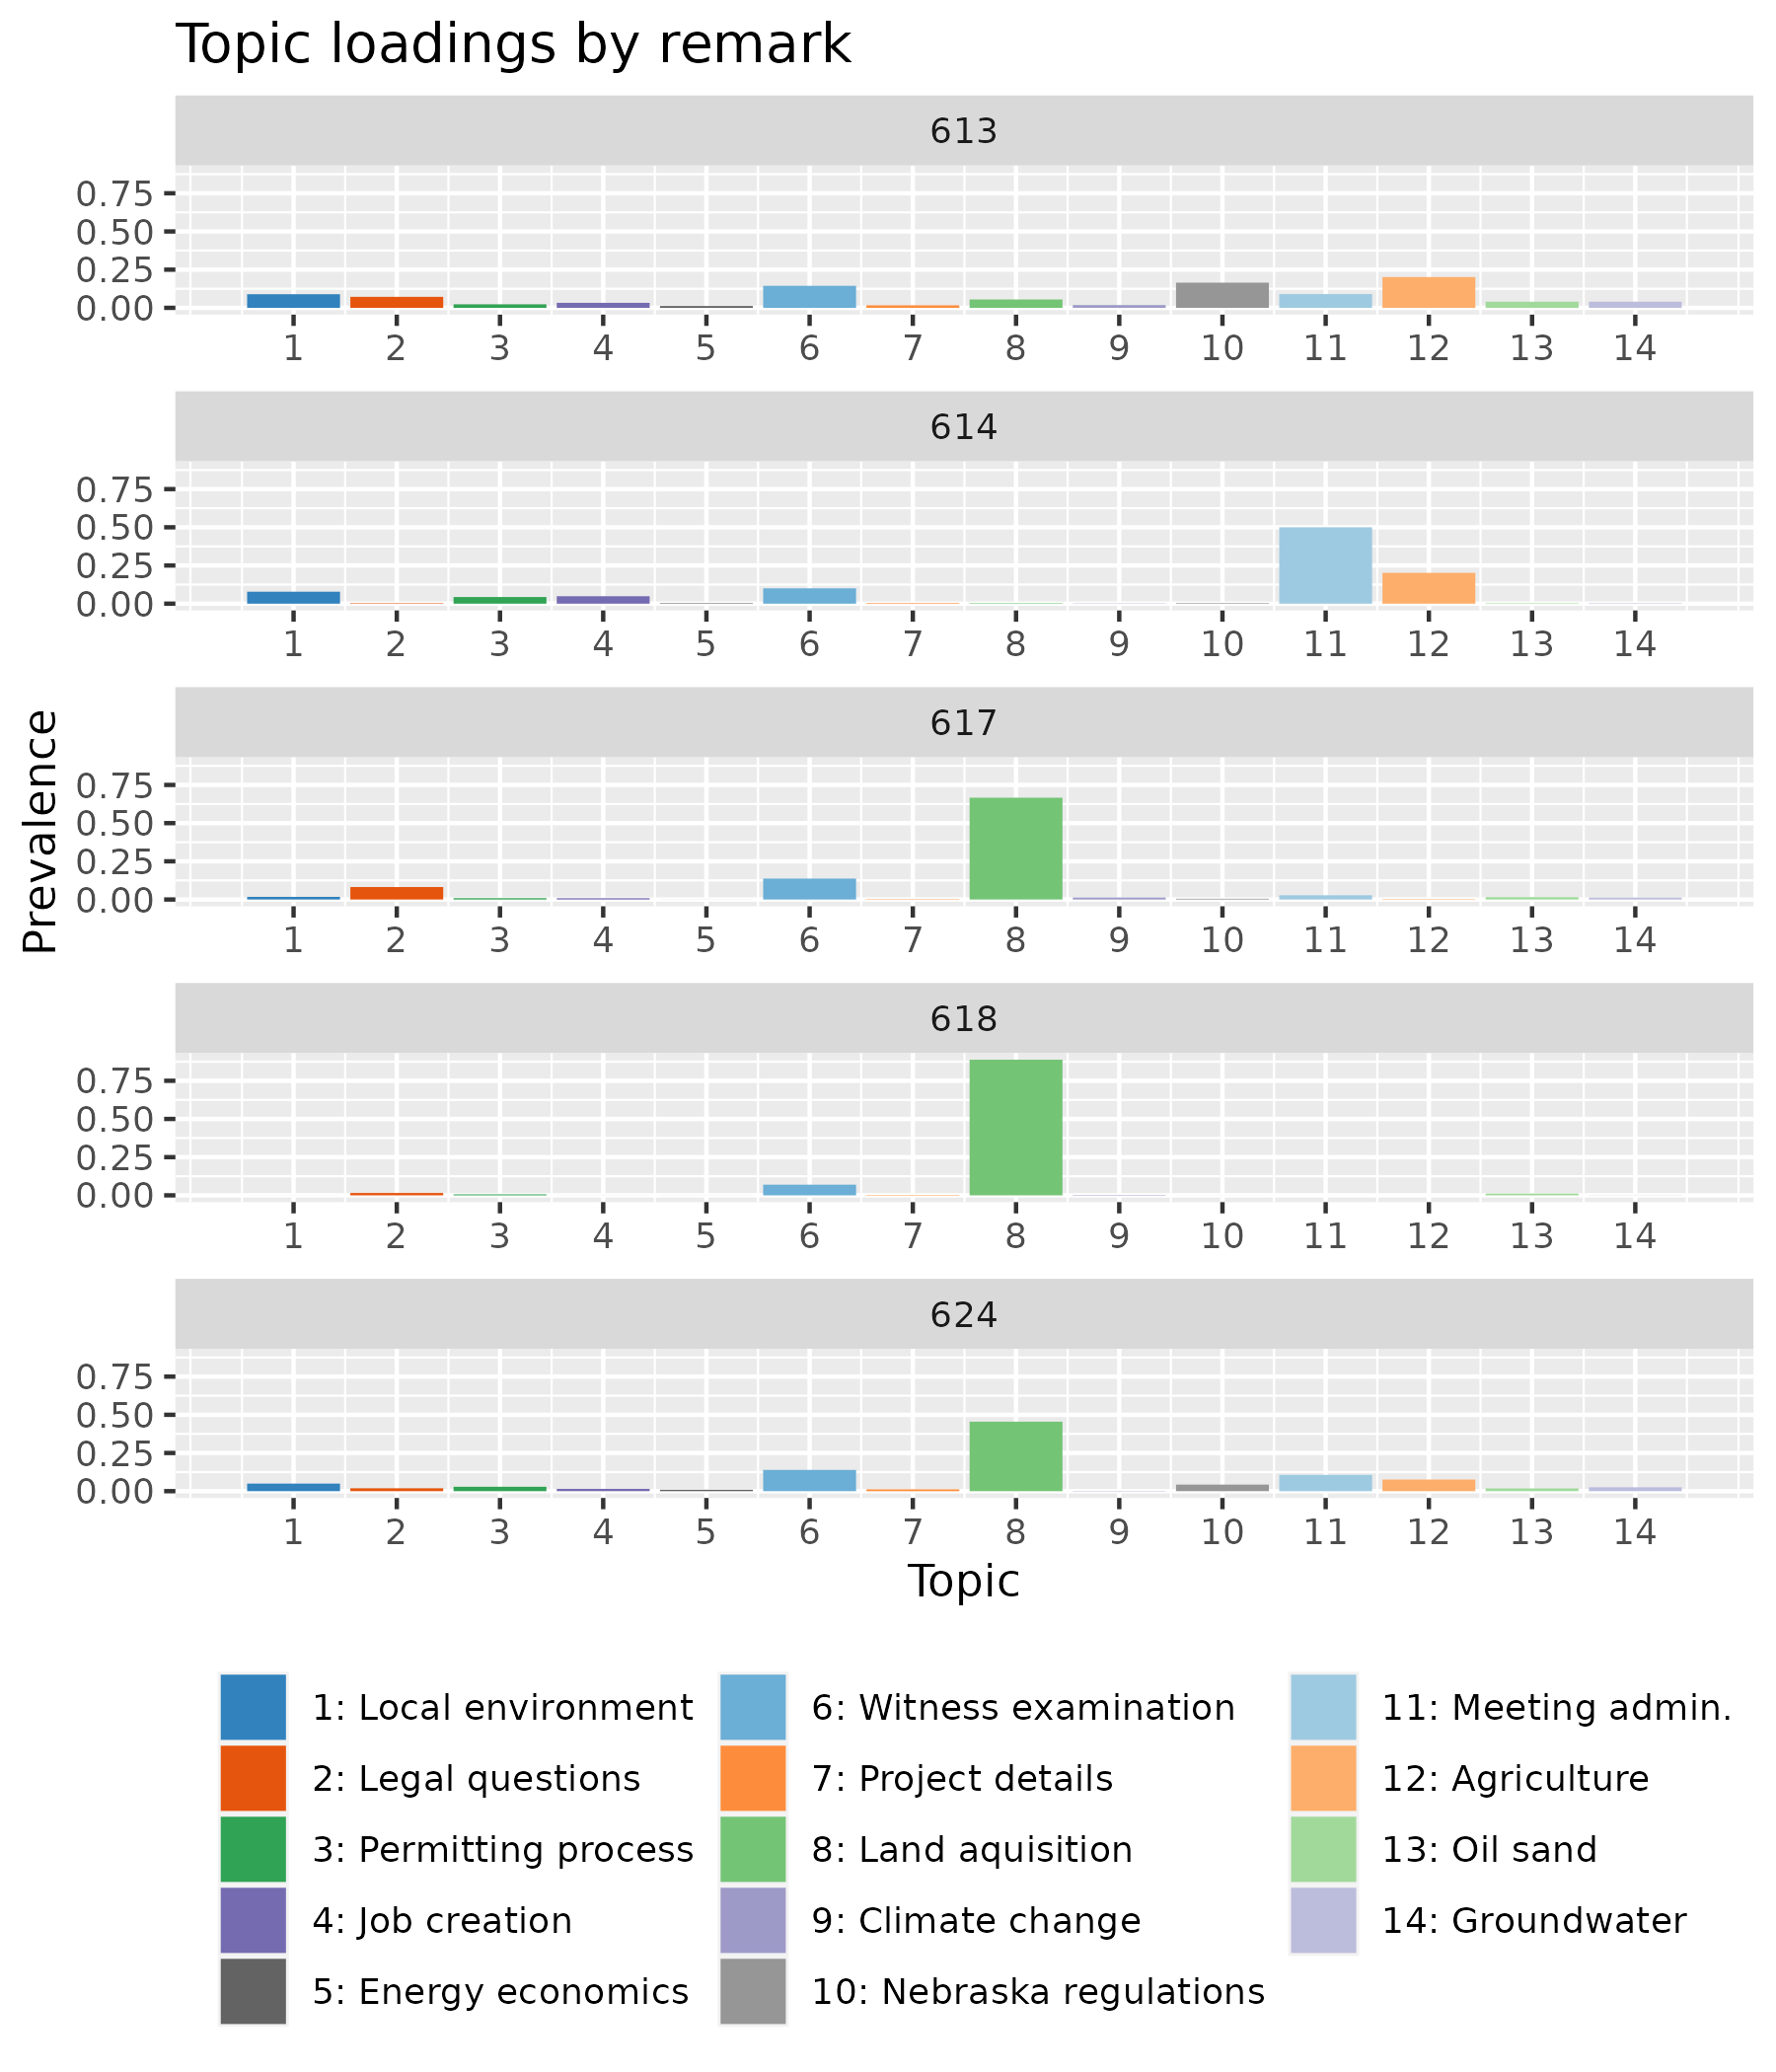 Topic loadings by remark
613
0.75
0.50
0.25
0.00
1 2 3 4 5 6 7 8 9 10 11 12 13 14
614
0.75
0.50
0.25
0.00
1 2 3 4 5 6 7 8 9 10 11 12 13 14
617
0.75
0.50
0.25
0.00
1 2 3 4 5 6 7 8 9 10 11 12 13 14
618
0.75
0.50
0.25
0.00
1 2 3 4 5 6 7 8 9 10 11 12 13 14
624
0.75
0.50
0.25
0.00
1 2 3 4 5 6 7 8 9 10 11 12 13 14
Prevalence
Topic
1: Local environment
2: Legal questions
3: Permitting process
4: Job creation
5: Energy economics
6: Witness examination
7: Project details
8: Land aquisition
9: Climate change
10: Nebraska regulations
11: Meeting admin.
12: Agriculture
13: Oil sand
14: Groundwater